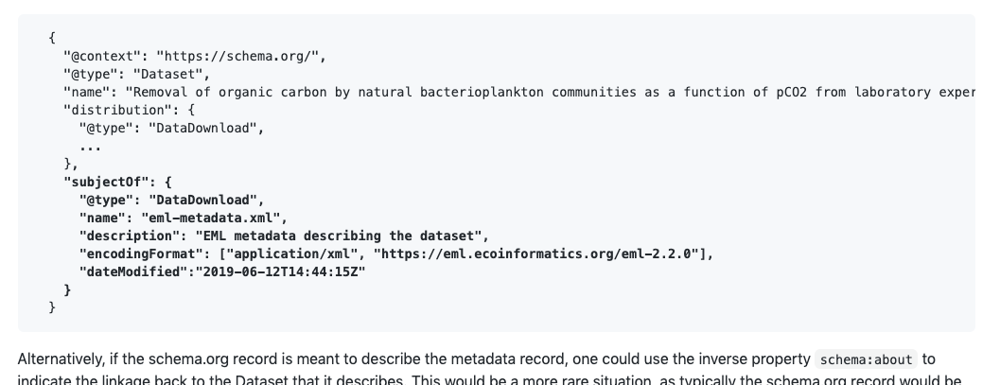 {
"@context": "https://schema.org/",
"@type": "Dataset",
"name": "Removal of organic carbon by natural bacterioplankton communities as a function of pCO2 from laboratory exper
"distribution": {
"@type": "DataDownload",
...
},
"subjectOf": {
"@type": "DataDownload",
"name": "eml-metadata.xml",
"description": "EML metadata describing the dataset",
"encodingFormat": ["application/xml", "https://eml.ecoinformatics.org/eml-2.2.0"],
"dateModified":"2019-06-12T14:44:15Z"
}
}
Alternatively, if the schema.org record is meant to describe the metadata record, one could use the inverse property schema:about to
indicate the linkage back to the Dataset that it describes. This would be a more rare situation, as typically the schema.org record would be